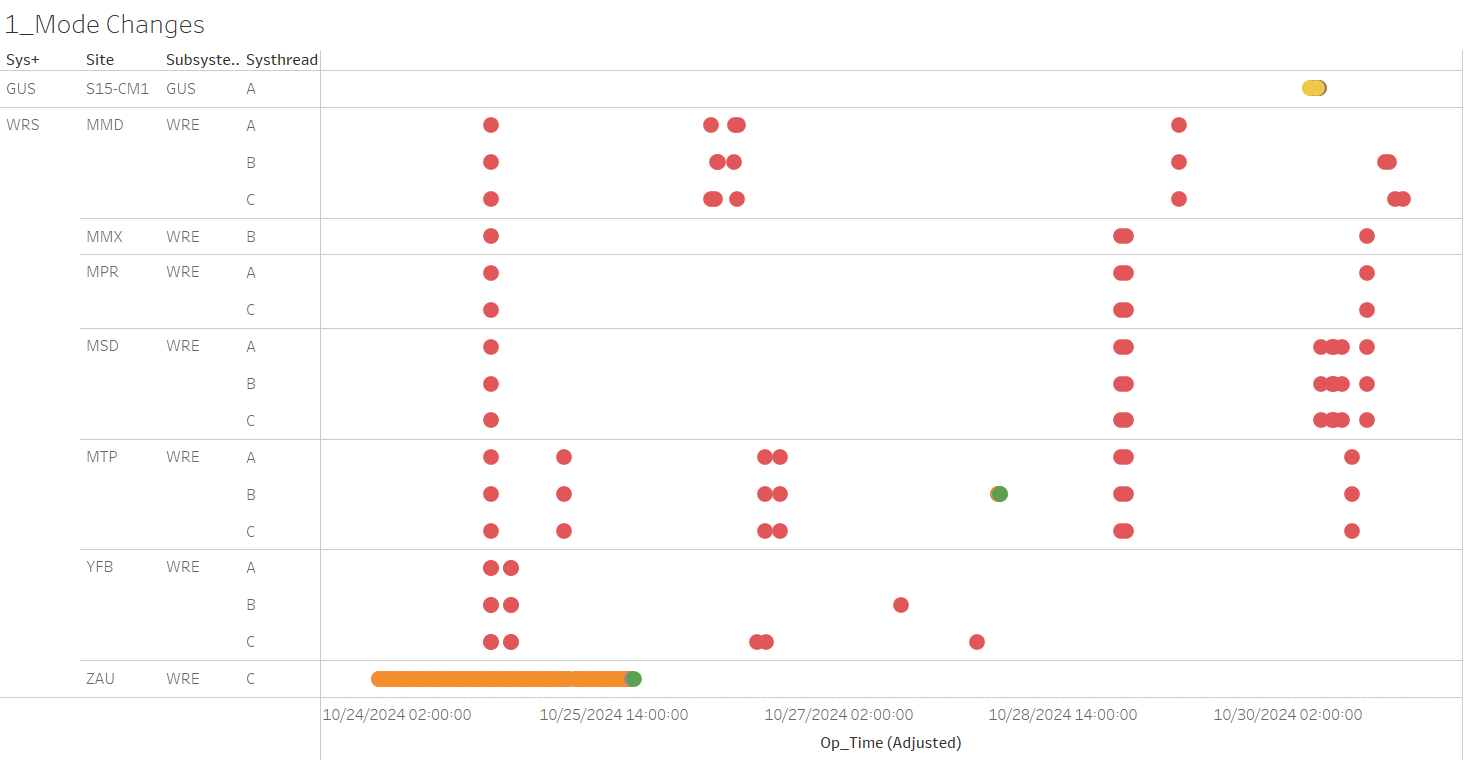 1_Mode Changes
Sys+ Site Subsyste.. Systhread
GUS S15-CM1 GUS A
WRS MMD WRE A
B
C
MMX WRE B
MPR WRE A
C
MSD WRE A
B
C
MTP WRE A
B
C
YFB WRE A
B
C
ZAU WRE C
10/24/2024 02:00:00 10/25/2024 14:00:00 10/27/2024 02:00:00 10/28/2024 14:00:00 10/30/2024 02:00:00
Op_Time (Adjusted)